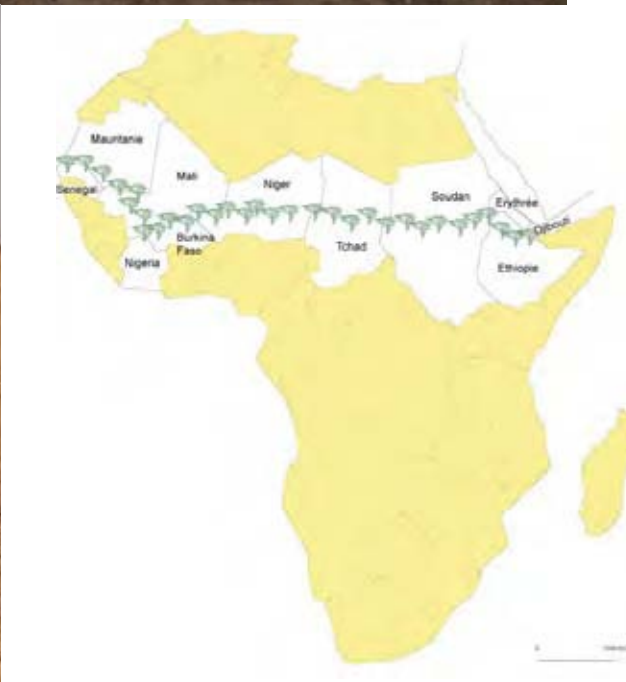 Mauritanie
Mali
Niger
Soudan
Erythrée
Senegal
Djibouti
Burkina
Faso
Tchad
Nigeria
Ethiopie